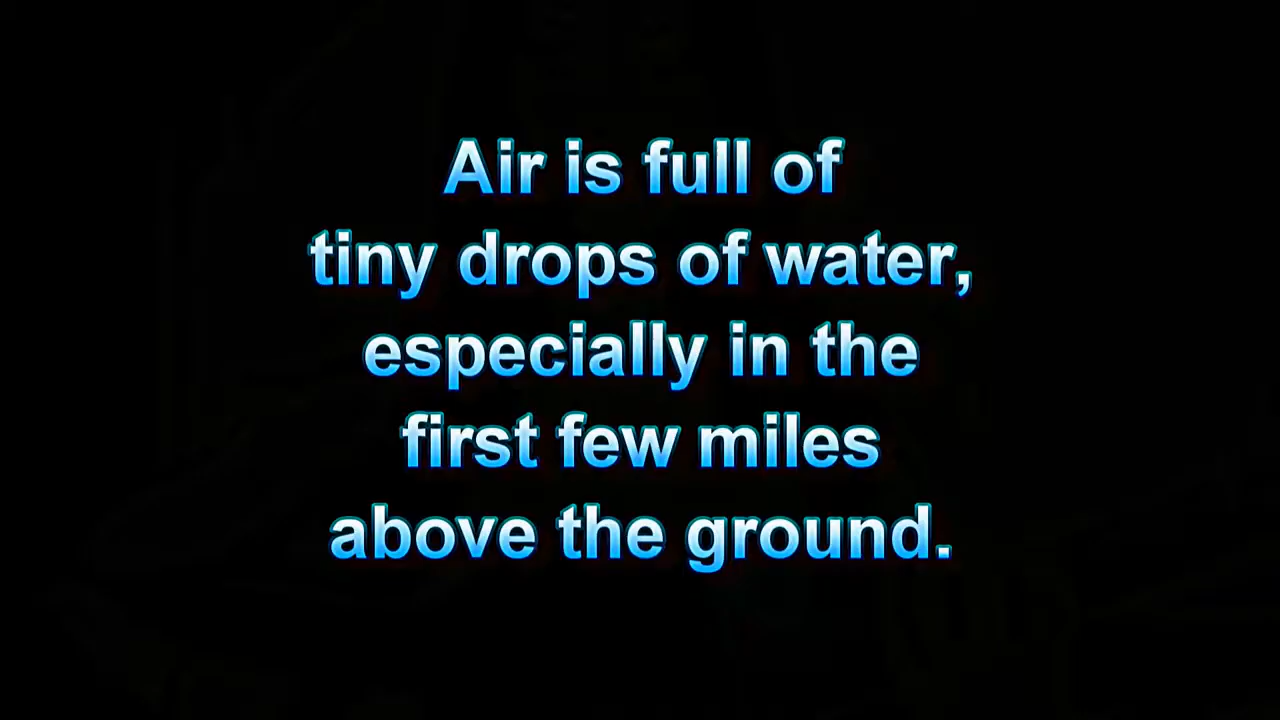 Air is full of
tiny drops of water,
especially in the
first few miles
above the ground.